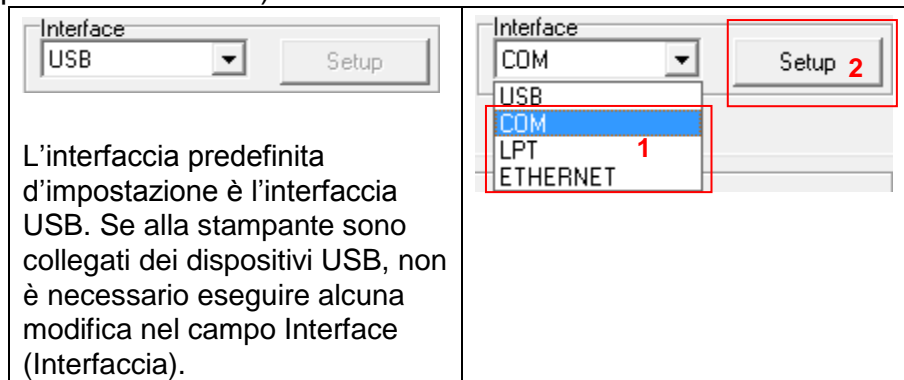 Interface
USB
Setup
L'interfaccia predefinita
d'impostazione è l'interfaccia
USB. Se alla stampante sono
collegati dei dispositivi USB, non
è necessario eseguire alcuna
modifica nel campo Interface
(Interfaccia).
Interface
COM
Setup 2
USB
COM
LPT 1
ETHERNET